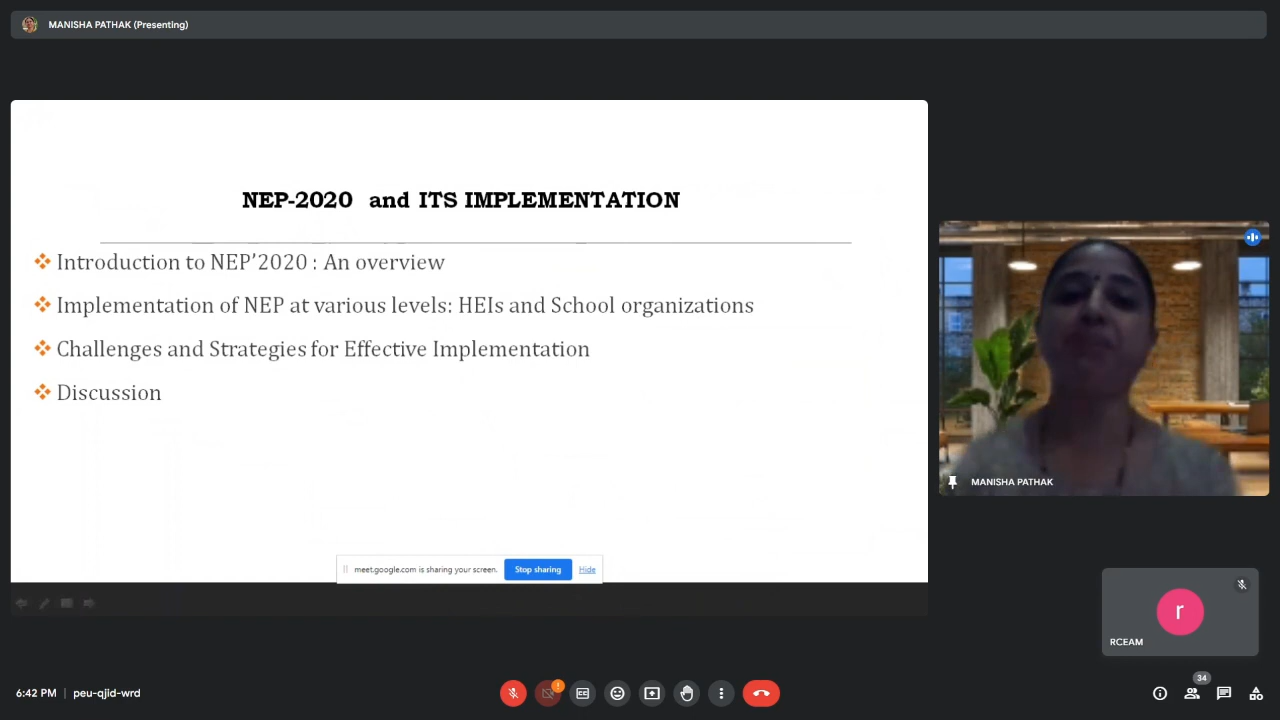 MANISHA PATHAK (Presenting)
NEP-2020 and ITS IMPLEMENTATION
Introduction to NEP’2020 : An overview
Implementation of NEP at various levels: HEIs and School organizations
Challenges and Strategies for Effective Implementation
Discussion
MANISHA PATHAK
meet.google.com is sharing your screen. Stop sharing Hide
r
RCEAM
6:42 PM | peu-qjid-wrd
34